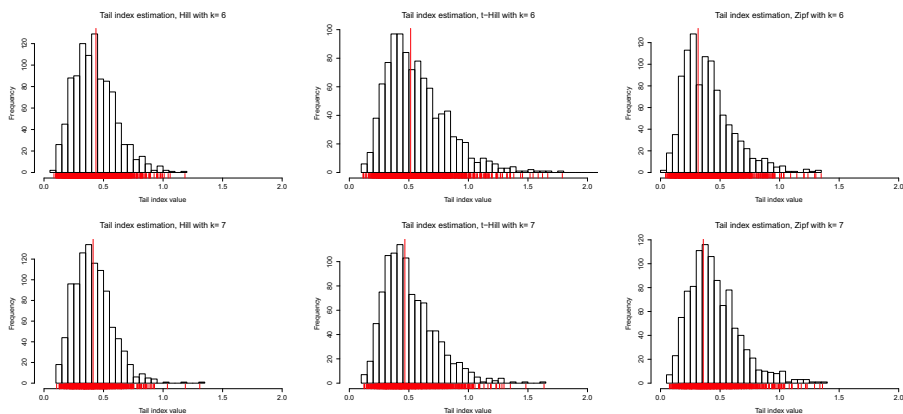 Tail index estimation, Hill with k= 6
Frequency
0 20 40 60 80 100 120
0.0 0.5 1.0 1.5 2.0
Tail index value
Tail index estimation, t−Hill with k= 6
Frequency
0 20 40 60 80 100
0.0 0.5 1.0 1.5 2.0
Tail index value
Tail index estimation, Zipf with k= 6
Frequency
0 20 40 60 80 100 120
0.0 0.5 1.0 1.5 2.0
Tail index value
Tail index estimation, Hill with k= 7
Frequency
0 20 40 60 80 100 120
0.0 0.5 1.0 1.5 2.0
Tail index value
Tail index estimation, t−Hill with k= 7
Frequency
0 20 40 60 80 100 120
0.0 0.5 1.0 1.5 2.0
Tail index value
Tail index estimation, Zipf with k= 7
Frequency
0 20 40 60 80 100 120
0.0 0.5 1.0 1.5 2.0
Tail index value